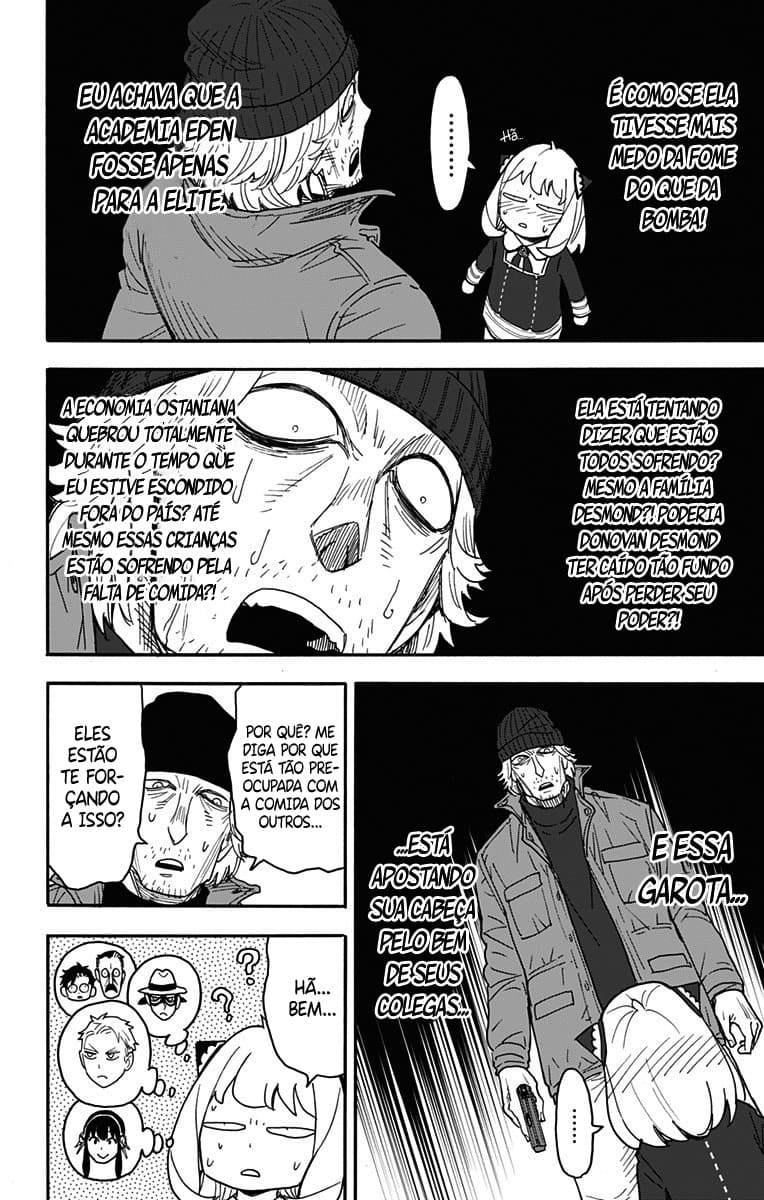 É COMO SE ELA
TIVESSE MAIS
MEDO DA FOME
DO QUE DA
BOMBA!
Hã...
........
EU ACHAVA QUE A
ACADEMIA EDEN
FOSSE APENAS
PARA A ELITE.
ELA ESTÁ TENTANDO
DIZER QUE ESTÃO
TODOS SOFRENDO?
MESMO A FAMÍLIA
DESMOND?! PODERIA
DONOVAN DESMOND
TER CAÍDO TÃO FUNDO
APÓS PERDER SEU
PODER?!
A ECONOMIA OSTANIANA
QUEBROU TOTALMENTE
DURANTE O TEMPO QUE
EU ESTIVE ESCONDIDO
FORA DO PAÍS? ATÉ
MESMO ESSAS CRIANÇAS
ESTÃO SOFRENDO PELA
FALTA DE COMIDA?!
E ESSA
GAROTA...
...ESTÁ
APOSTANDO
SUA CABEÇA
PELO BEM
DE SEUS
COLEGAS...
......
POR QUÊ? ME
DIGA POR QUE
ESTÁ TÃO PRE-
OCUPADA COM
A COMIDA DOS
OUTROS...
ELES
ESTÃO
TE FOR-
ÇANDO
A ISSO?
HÃ...
BEM...
? ? ?